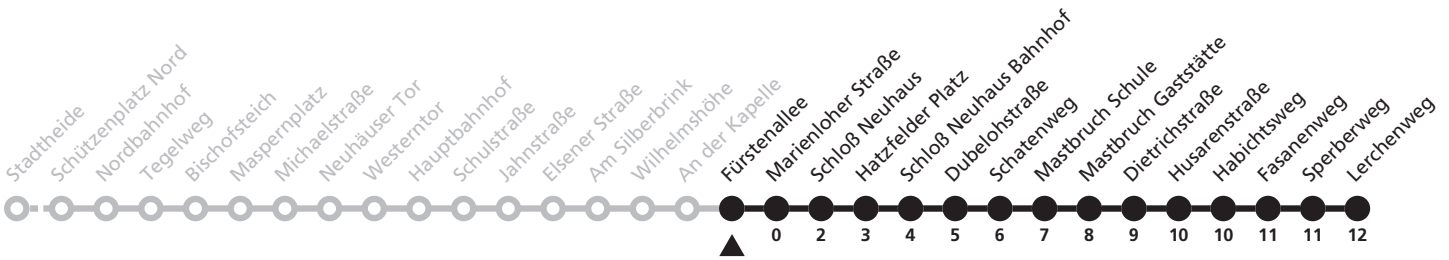 Stadtheide
Schützenplatz Nord
Nordbahnhof
Tegelweg
Bischofsteich
Maspernplatz
Michaelstraße
Neuhäuser Tor
Westerntor
Hauptbahnhof
Schulstraße
Jahnstraße
Elsener Straße
Am Silberbrink
Wilhelmshöhe
An der Kapelle
Fürstenallee
Marienloher Straße
Schloß Neuhaus
Hatzfelder Platz
Schloß Neuhaus Bahnhof
Dubelohstraße
Schatenweg
Mastbruch Schule
Mastbruch Gaststätte
Dietrichstraße
Husarenstraße
Habichtsweg
Fasanenweg
Sperberweg
Lerchenweg
0 2 3 4 5 6 7 8 9 10 10 11 11 12